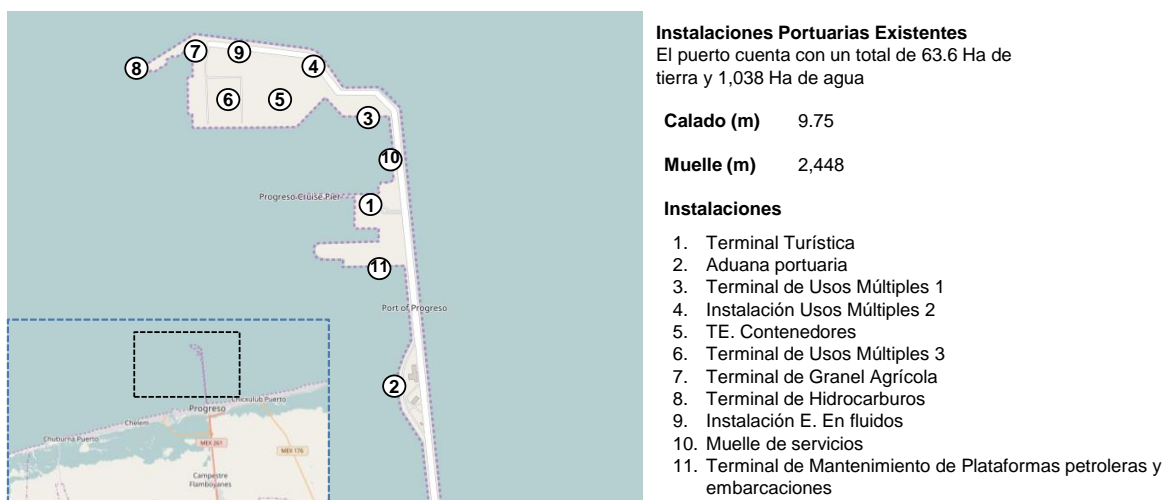 7
9
4
8
6
5
3
10
Progreso Cruise Pier
1
11
Port of Progreso
2
Progreso
Chicxulub Puerto
Chelem
Chuburna Puerto
MEX 261
MEX 176
Campestre
Flamboyanes
Instalaciones Portuarias Existentes
El puerto cuenta con un total de 63.6 Ha de
tierra y 1,038 Ha de agua
Calado (m) 9.75
Muelle (m) 2,448
Instalaciones
1. Terminal Turística
2. Aduana portuaria
3. Terminal de Usos Múltiples 1
4. Instalación Usos Múltiples 2
5. TE. Contenedores
6. Terminal de Usos Múltiples 3
7. Terminal de Granel Agrícola
8. Terminal de Hidrocarburos
9. Instalación E. En fluidos
10. Muelle de servicios
11. Terminal de Mantenimiento de Plataformas petroleras y
embarcaciones